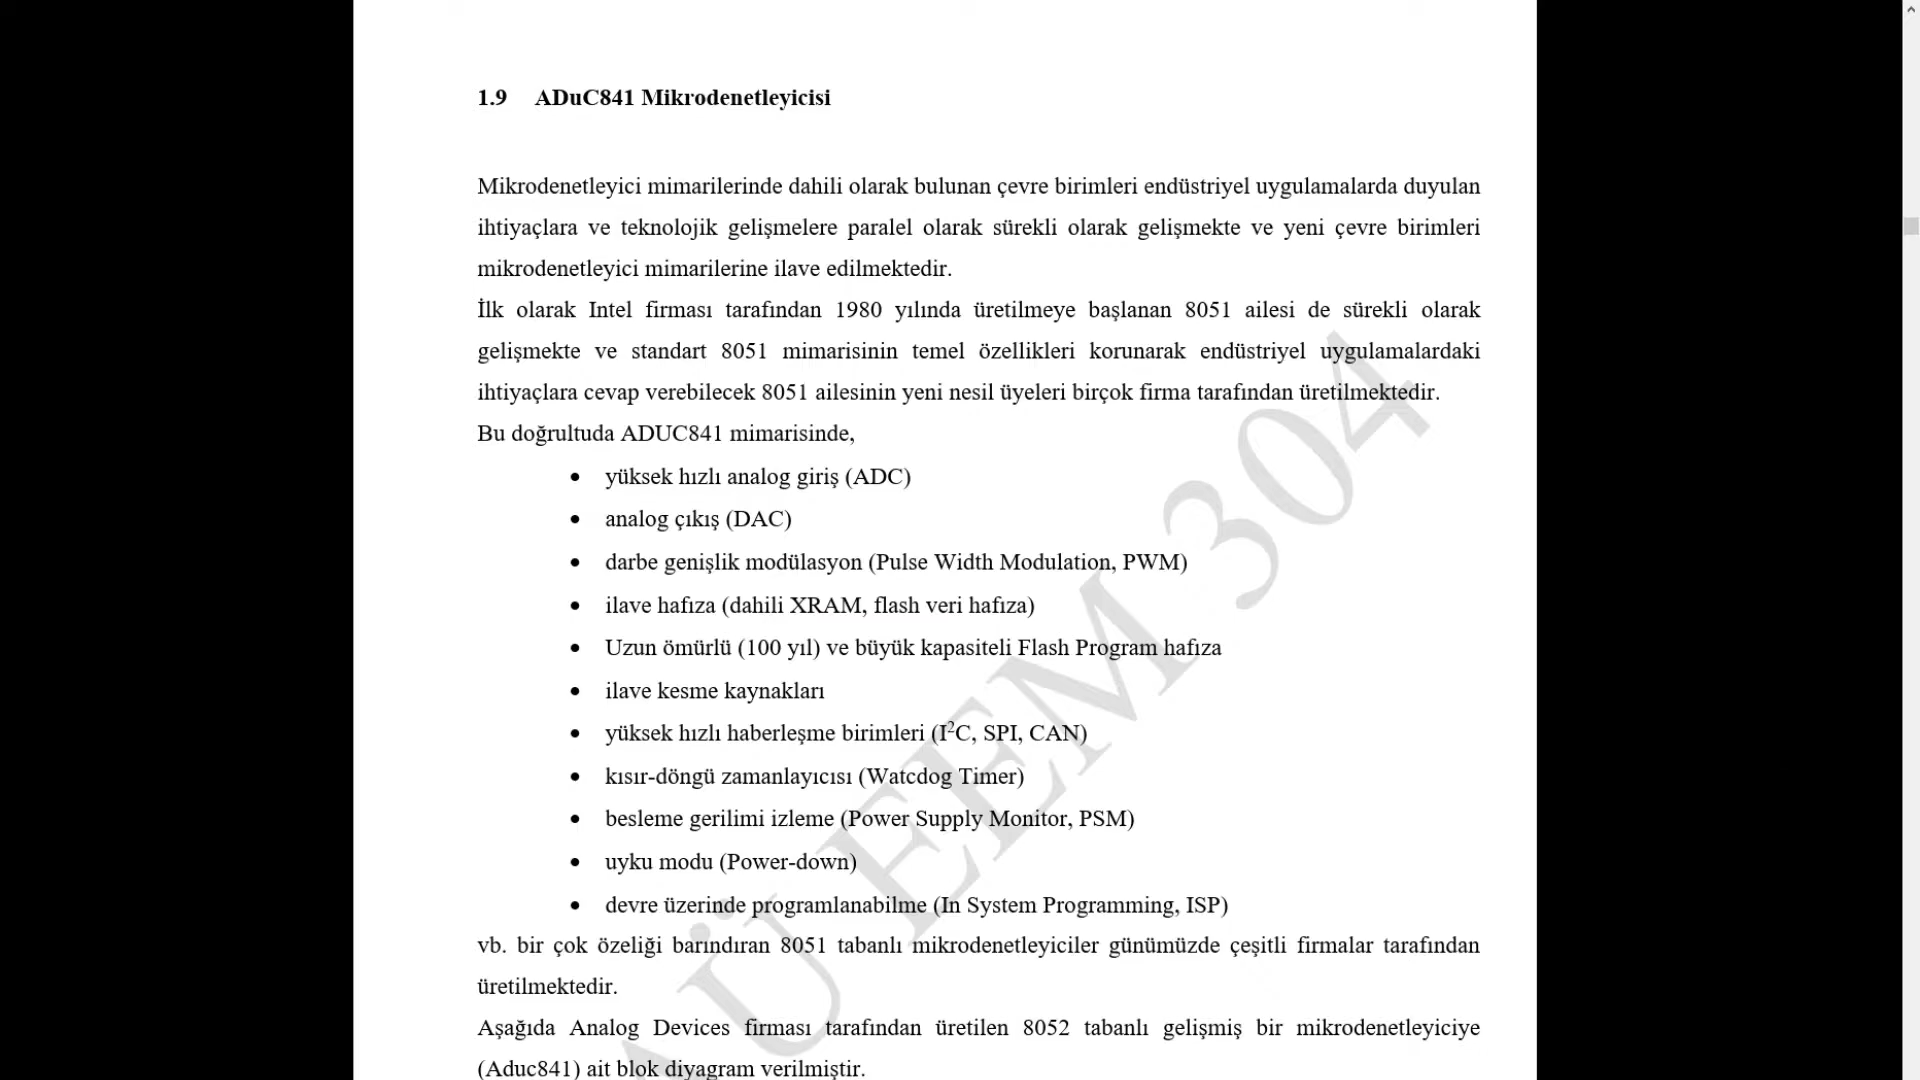 1.9 ADuC841 Mikrodenetleyicisi
Mikrodenetleyici mimarilerinde dahili olarak bulunan çevre birimleri endüstriyel uygulamalarda duyulan
ihtiyaçlara ve teknolojik gelişmelere paralel olarak sürekli olarak gelişmekte ve yeni çevre birimleri
mikrodenetleyici mimarilerine ilave edilmektedir.
İlk olarak Intel firması tarafından 1980 yılında üretilmeye başlanan 8051 ailesi de sürekli olarak
gelişmekte ve standart 8051 mimarisinin temel özellikleri korunarak endüstriyel uygulamalardaki
ihtiyaçlara cevap verebilecek 8051 ailesinin yeni nesil üyeleri birçok firma tarafından üretilmektedir.
Bu doğrultuda ADUC841 mimarisinde,
• yüksek hızlı analog giriş (ADC)
• analog çıkış (DAC)
• darbe genişlik modülasyon (Pulse Width Modulation, PWM)
• ilave hafıza (dahili XRAM, flash veri hafıza)
• Uzun ömürlü (100 yıl) ve büyük kapasiteli Flash Program hafıza
• ilave kesme kaynakları
• yüksek hızlı haberleşme birimleri (I²C, SPI, CAN)
• kısır-döngü zamanlayıcısı (Watcdog Timer)
• besleme gerilimi izleme (Power Supply Monitor, PSM)
• uyku modu (Power-down)
• devre üzerinde programlanabilme (In System Programming, ISP)
vb. bir çok özeliği barındıran 8051 tabanlı mikrodenetleyiciler günümüzde çeşitli firmalar tarafından
üretilmektedir.
Aşağıda Analog Devices firması tarafından üretilen 8052 tabanlı gelişmiş bir mikrodenetleyiciye
(Aduc841) ait blok diyagram verilmiştir.
AÜ EEM 304